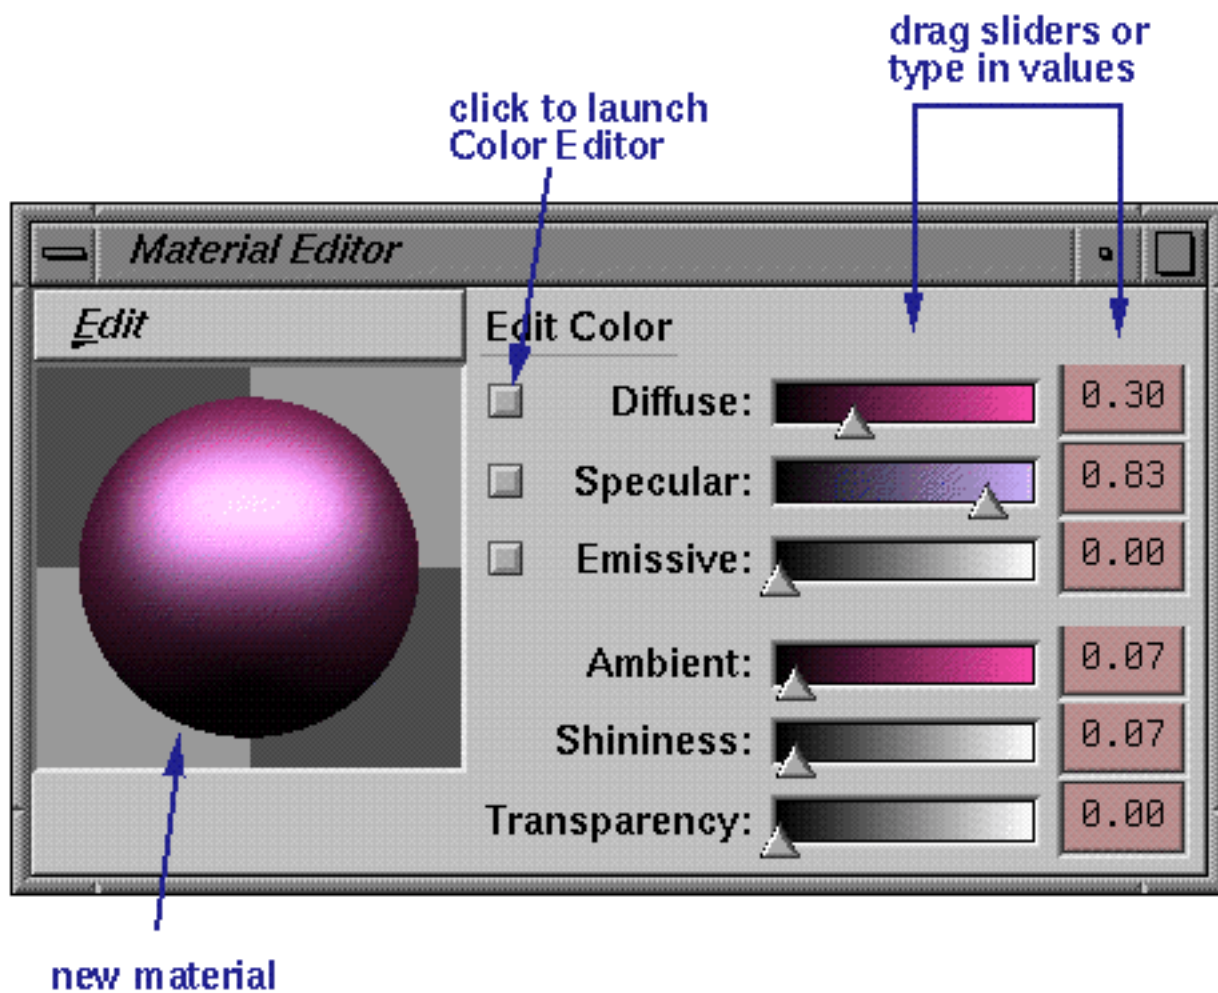 drag sliders or
type in values
click to launch
Color Editor
Material Editor
Edit
Edit Color
Diffuse: 0.30
Specular: 0.83
Emissive: 0.00
Ambient: 0.07
Shininess: 0.07
Transparency: 0.00
new material